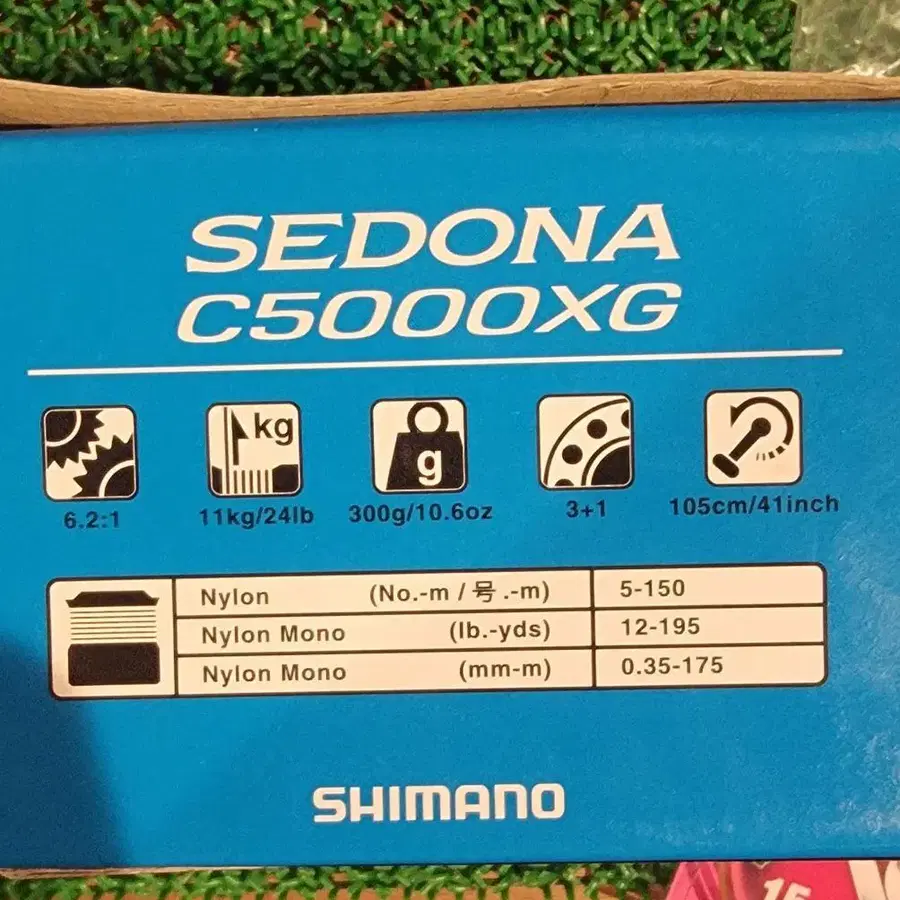 SEDONA
C5000XG
kg
g
6.2:1
11kg/24lb
300g/10.6oz
3+1
105cm/41inch
Nylon (No.-m / 号.-m) 5-150
Nylon Mono (lb.-yds) 12-195
Nylon Mono (mm-m) 0.35-175
SHIMANO
15